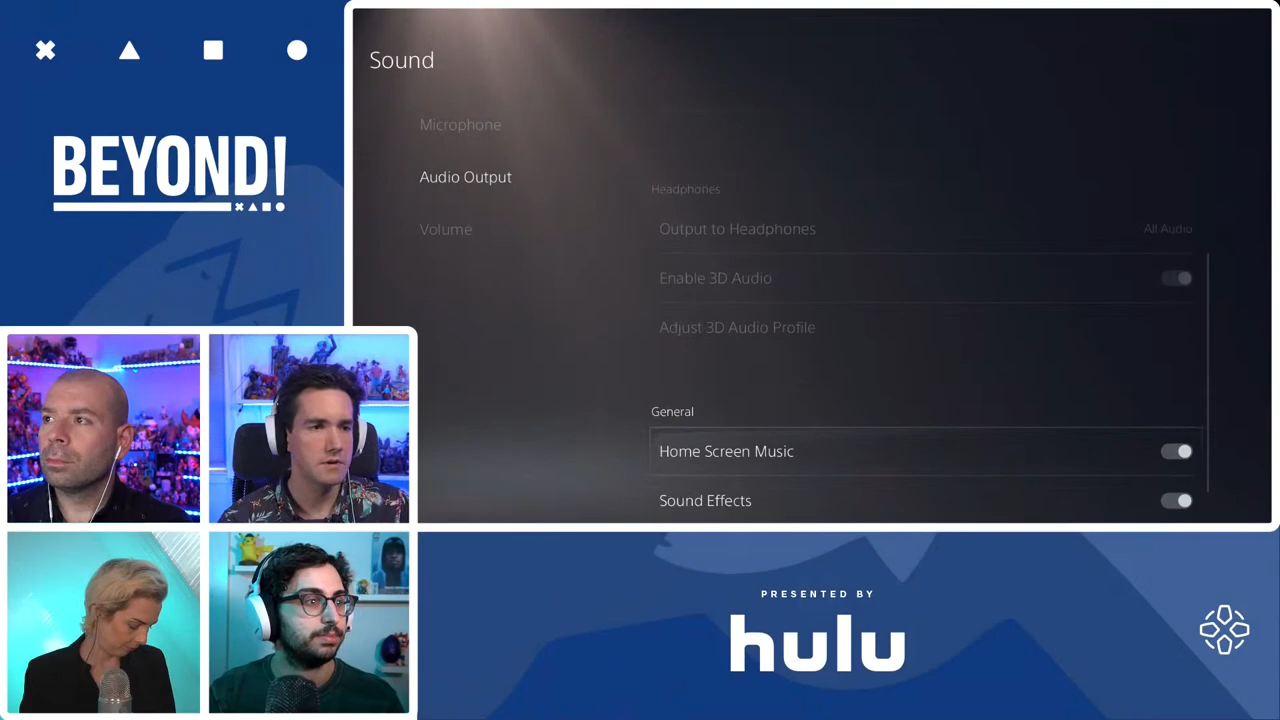 BEYOND!
Sound
Microphone
Audio Output
Volume
Headphones
Output to Headphones
All Audio
Enable 3D Audio
Adjust 3D Audio Profile
General
Home Screen Music
Sound Effects
PRESENTED BY
hulu